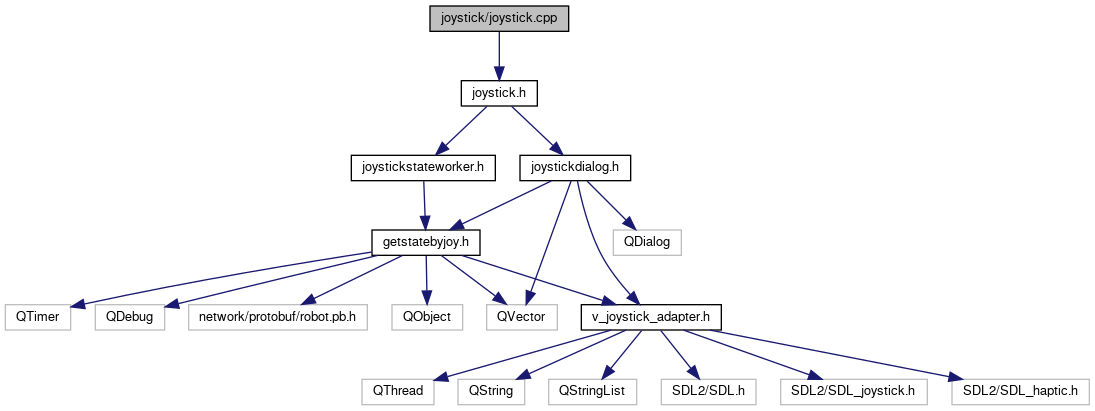 joystick/joystick.cpp
joystick.h
joystickstateworker.h
joystickdialog.h
getstatebyjoy.h
QDialog
QTimer
QDebug
network/protobuf/robot.pb.h
QObject
QVector
v_joystick_adapter.h
QThread
QString
QStringList
SDL2/SDL.h
SDL2/SDL_joystick.h
SDL2/SDL_haptic.h